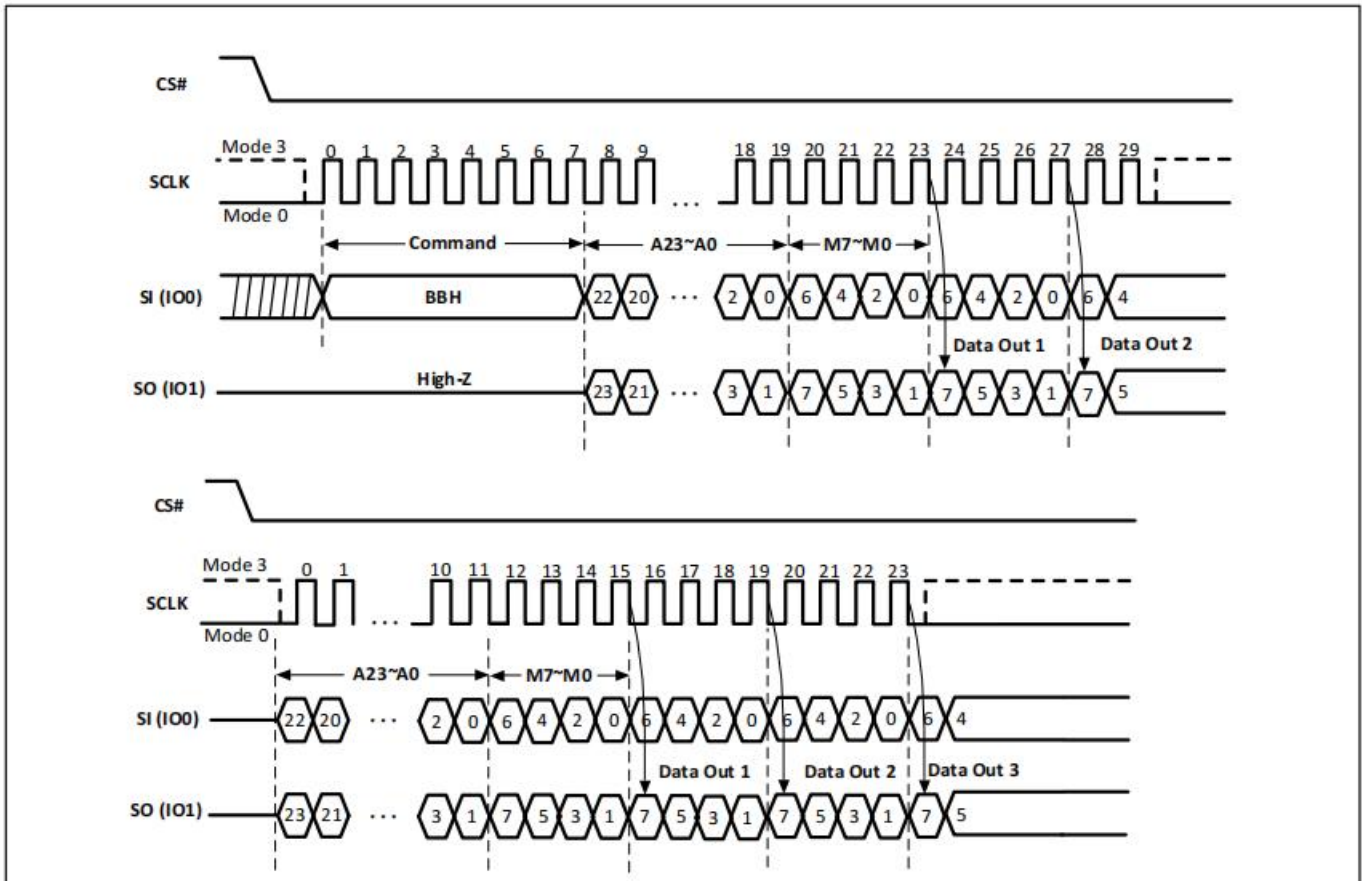 CS#
Mode 3
0 1 2 3 4 5 6 7 8 9 18 19 20 21 22 23 24 25 26 27 28 29
SCLK
...
Mode 0
Command A23~A0 M7~M0
SI (IO0) BBH 22 20 ... 2 0 6 4 2 0 6 4 2 0 6 4
Data Out 1 Data Out 2
SO (IO1) High-Z 23 21 ... 3 1 7 5 3 1 7 5 3 1 7 5
CS#
Mode 3 0 1 10 11 12 13 14 15 16 17 18 19 20 21 22 23
SCLK
...
Mode 0
A23~A0 M7~M0
SI (IO0) 22 20 ... 2 0 6 4 2 0 6 4 2 0 6 4 2 0 6 4
Data Out 1 Data Out 2 Data Out 3
SO (IO1) 23 21 ... 3 1 7 5 3 1 7 5 3 1 7 5 3 1 7 5